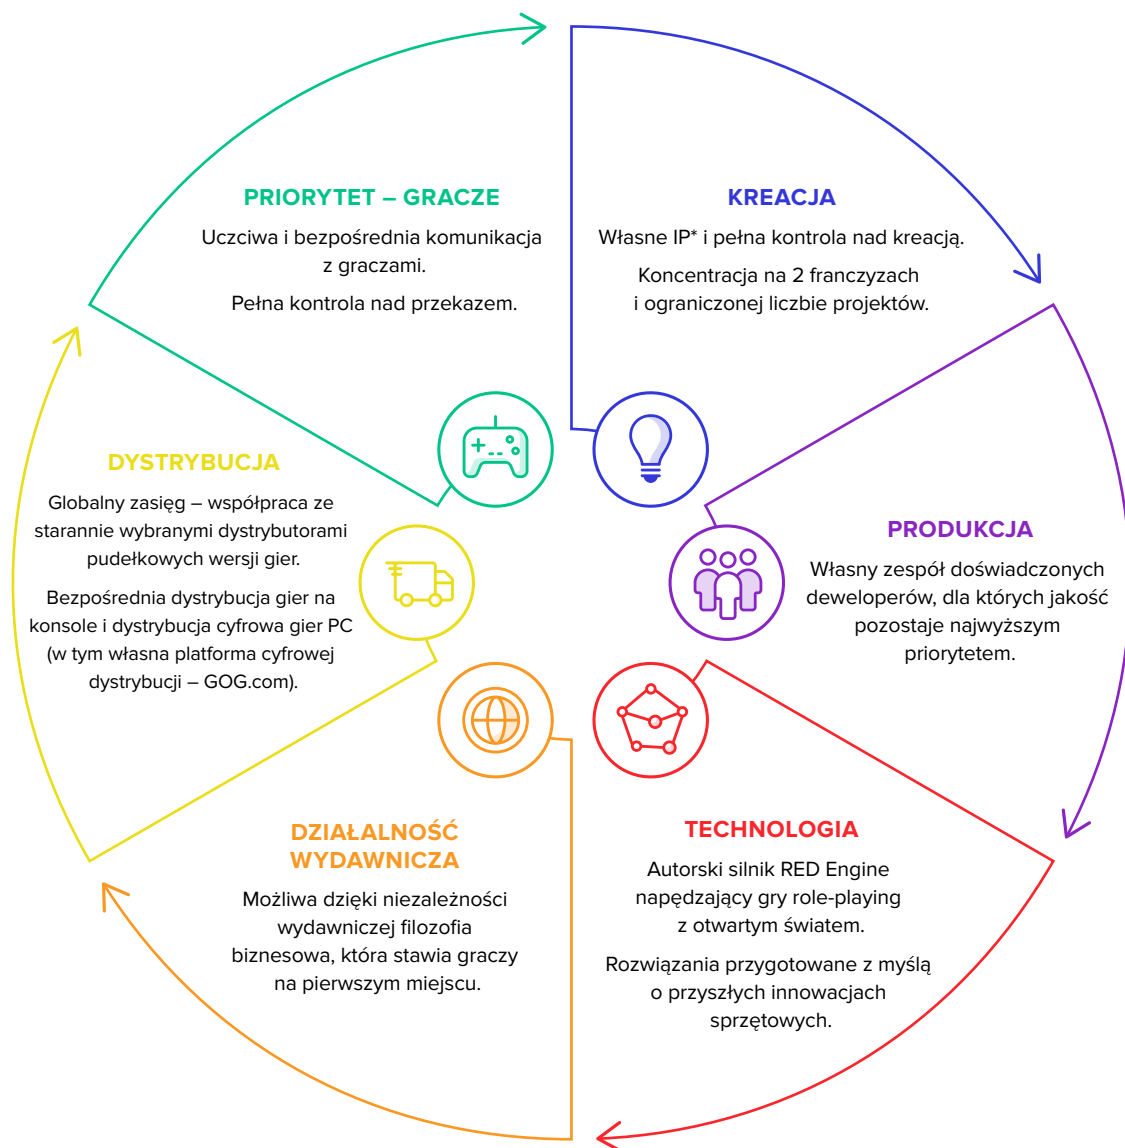 PRIORYTET – GRACZE
Uczciwa i bezpośrednia komunikacja
z graczami.
Pełna kontrola nad przekazem.
KREACJA
Własne IP* i pełna kontrola nad kreacją.
Koncentracja na 2 franczyzach
i ograniczonej liczbie projektów.
DYSTRYBUCJA
Globalny zasięg – współpraca ze
starannie wybranymi dystrybutorami
pudełkowych wersji gier.
Bezpośrednia dystrybucja gier na
konsole i dystrybucja cyfrowa gier PC
(w tym własna platforma cyfrowej
dystrybucji – GOG.com).
PRODUKCJA
Własny zespół doświadczonych
deweloperów, dla których jakość
pozostaje najwyższym
priorytetem.
DZIAŁALNOŚĆ
WYDAWNICZA
Możliwa dzięki niezależności
wydawniczej filozofia
biznesowa, która stawia graczy
na pierwszym miejscu.
TECHNOLOGIA
Autorski silnik RED Engine
napędzający gry role-playing
z otwartym światem.
Rozwiązania przygotowane z myślą
o przyszłych innowacjach
sprzętowych.